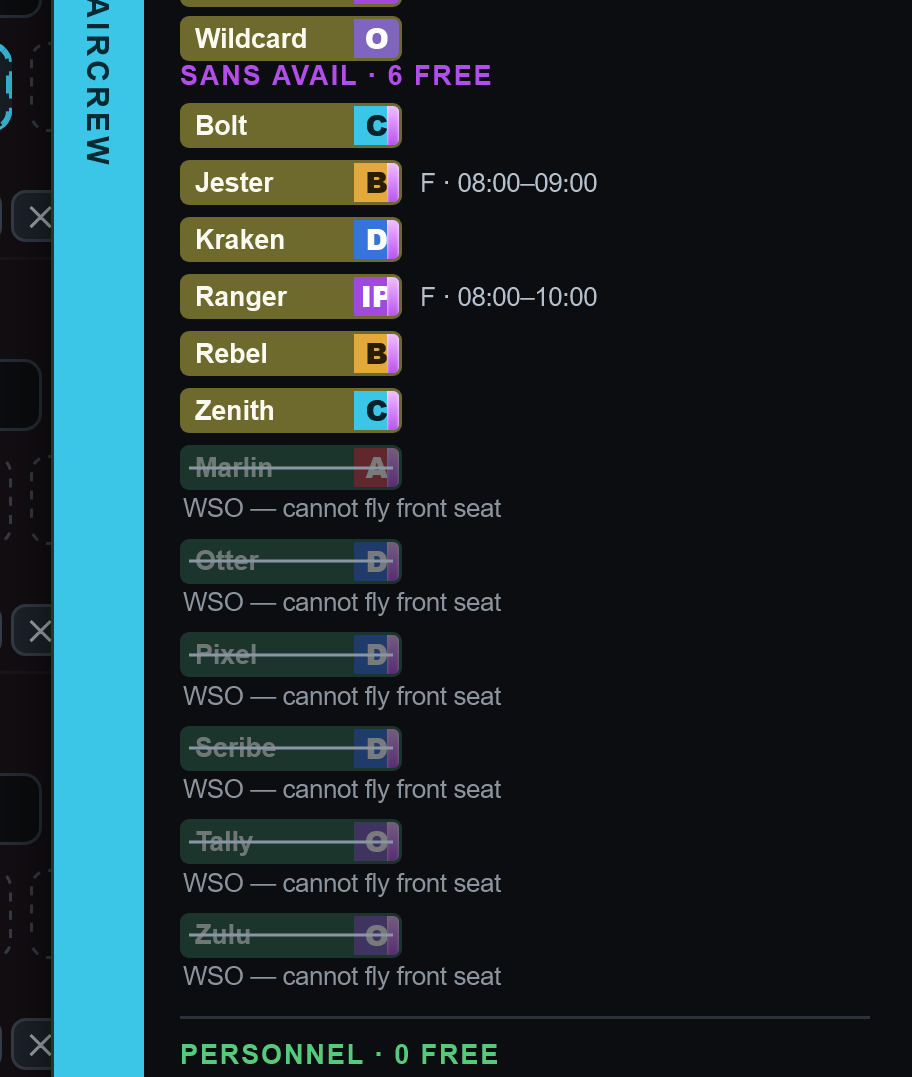 AIRCREW
Wildcard O
SANS AVAIL · 6 FREE
Bolt C
Jester B F · 08:00–09:00
Kraken D
Ranger IP F · 08:00–10:00
Rebel B
Zenith C
Marlin A
WSO — cannot fly front seat
Otter D
WSO — cannot fly front seat
Pixel D
WSO — cannot fly front seat
Scribe D
WSO — cannot fly front seat
Tally O
WSO — cannot fly front seat
Zulu O
WSO — cannot fly front seat
PERSONNEL · 0 FREE